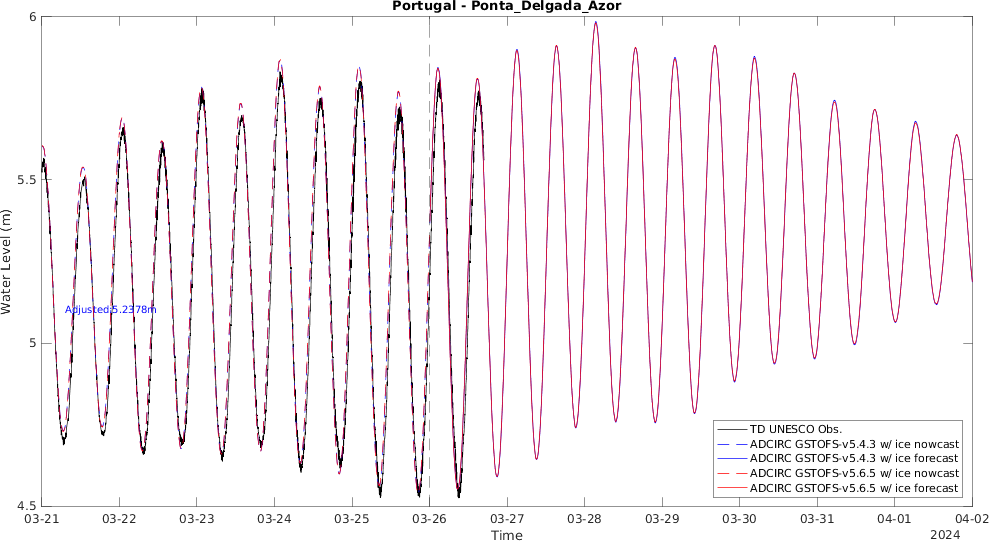 Portugal - Ponta_Delgada_Azor
6
5.5
5
4.5
Water Level (m)
Adjusted:5.2378m
TD UNESCO Obs.
ADCIRC GSTOFS-v5.4.3 w/ ice nowcast
ADCIRC GSTOFS-v5.4.3 w/ ice forecast
ADCIRC GSTOFS-v5.6.5 w/ ice nowcast
ADCIRC GSTOFS-v5.6.5 w/ ice forecast
03-21 03-22 03-23 03-24 03-25 03-26 03-27 03-28 03-29 03-30 03-31 04-01 04-02
Time
2024